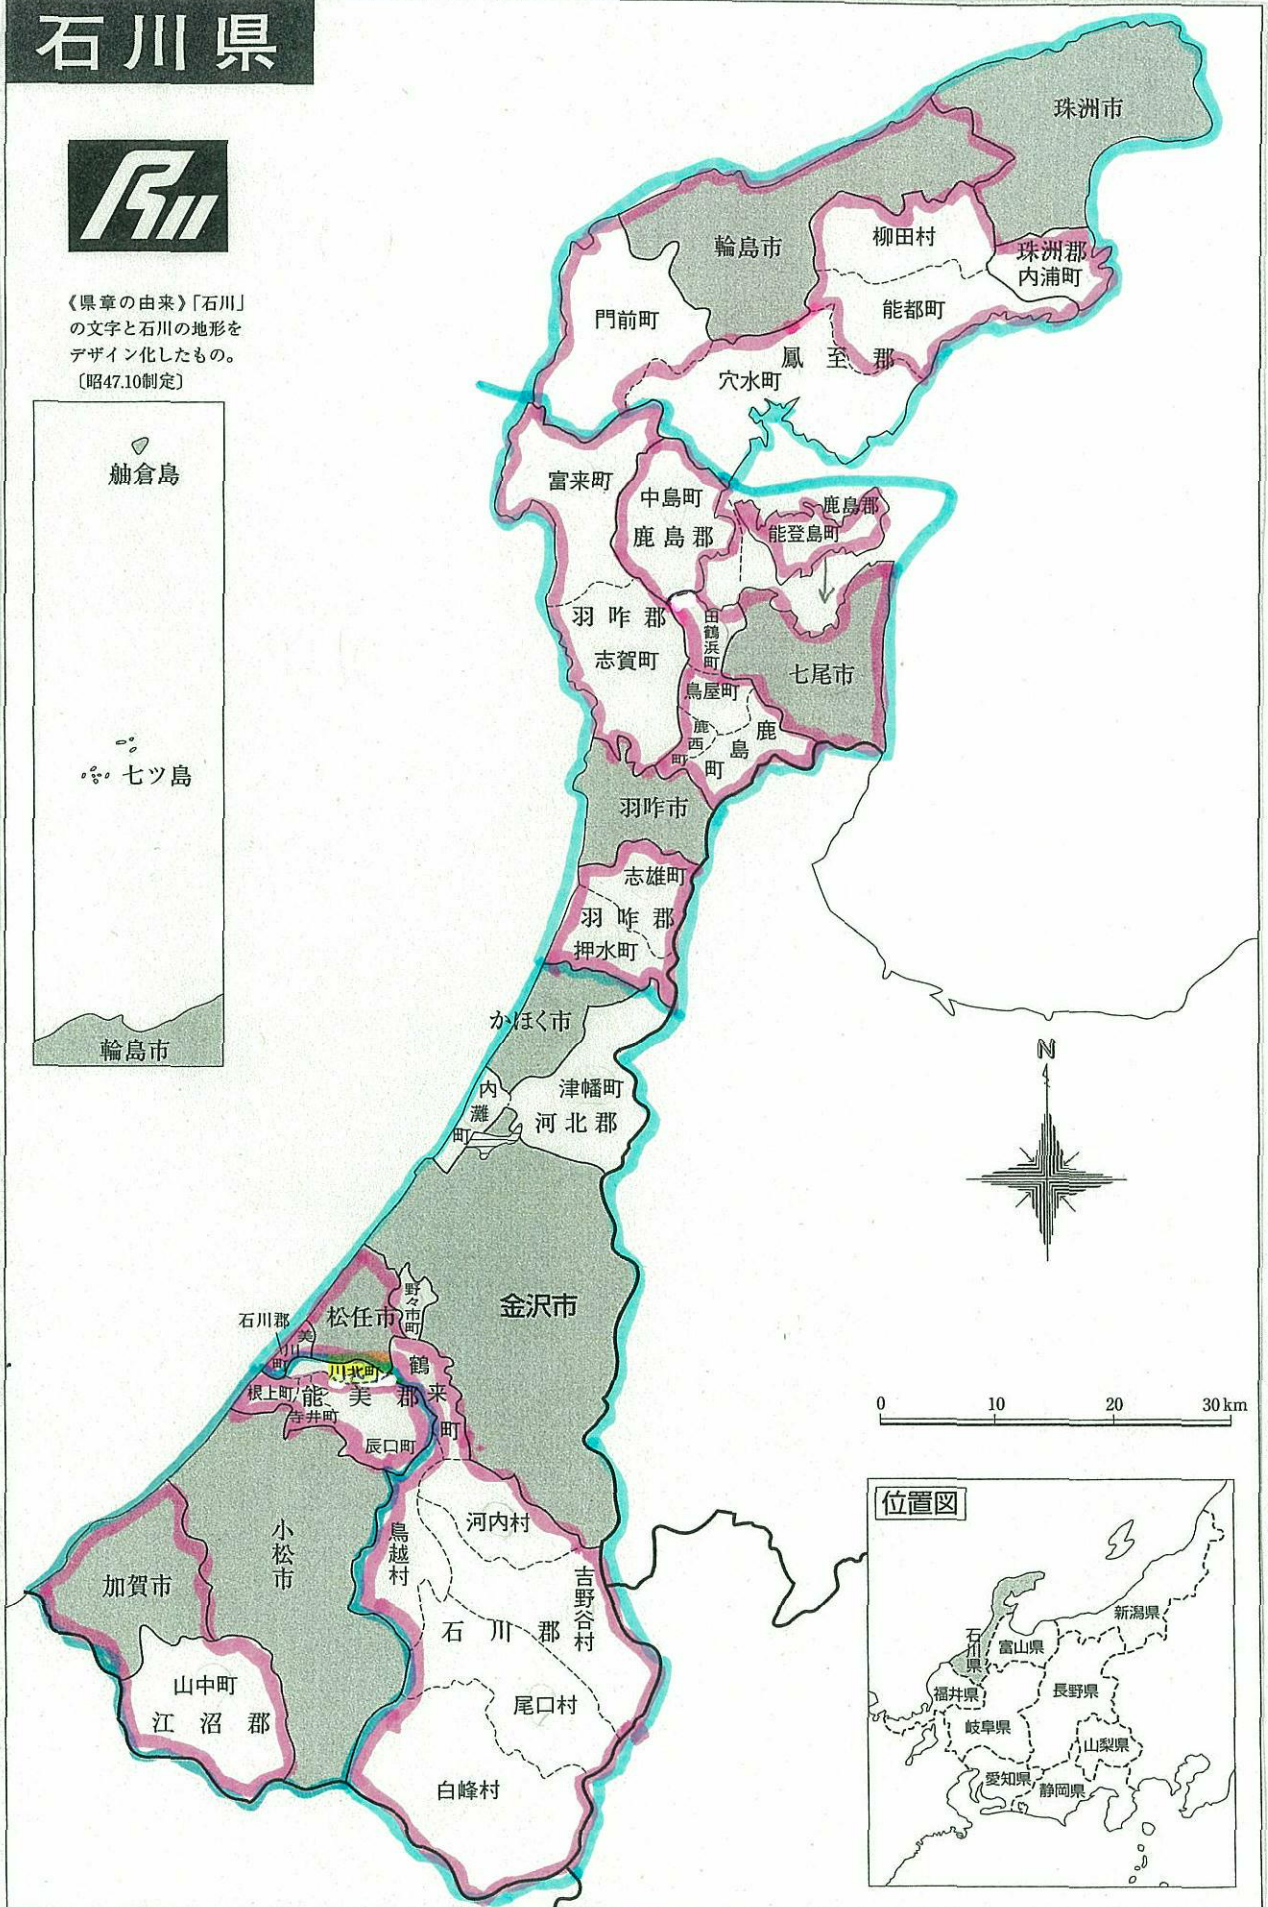 石川県
《県章の由来》「石川」
の文字と石川の地形を
デザイン化したもの。
〔昭47.10制定〕
舳倉島
七ツ島
輪島市
珠洲市
輪島市
柳田村
珠洲郡
内浦町
能都町
門前町
鳳至郡
穴水町
富来町
中島町
鹿島郡
鹿島郡
能登島町
羽咋郡
志賀町
田鶴浜町
七尾市
鳥屋町
鹿西町
鹿島町
羽咋市
志雄町
羽咋郡
押水町
かほく市
内灘町
津幡町
河北郡
金沢市
野々市町
松任市
石川郡
美川町
鶴来町
川北町
根上町
能美郡
寺井町
辰口町
小松市
加賀市
山中町
江沼郡
鳥越村
河内村
吉野谷村
石川郡
尾口村
白峰村
N
0 10 20 30km
位置図
新潟県
石川県
富山県
福井県
長野県
岐阜県
山梨県
愛知県
静岡県